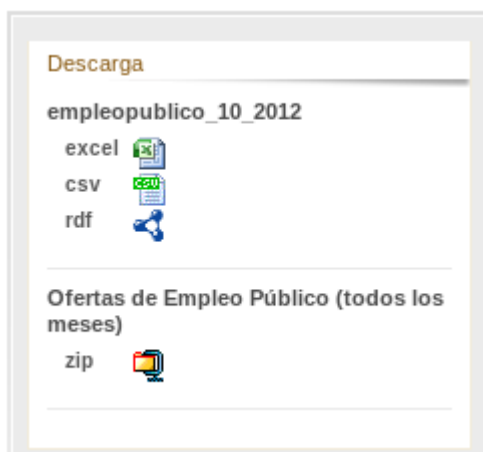 Descarga
empleopublico_10_2012
excel
csv
rdf
Ofertas de Empleo Público (todos los
meses)
zip